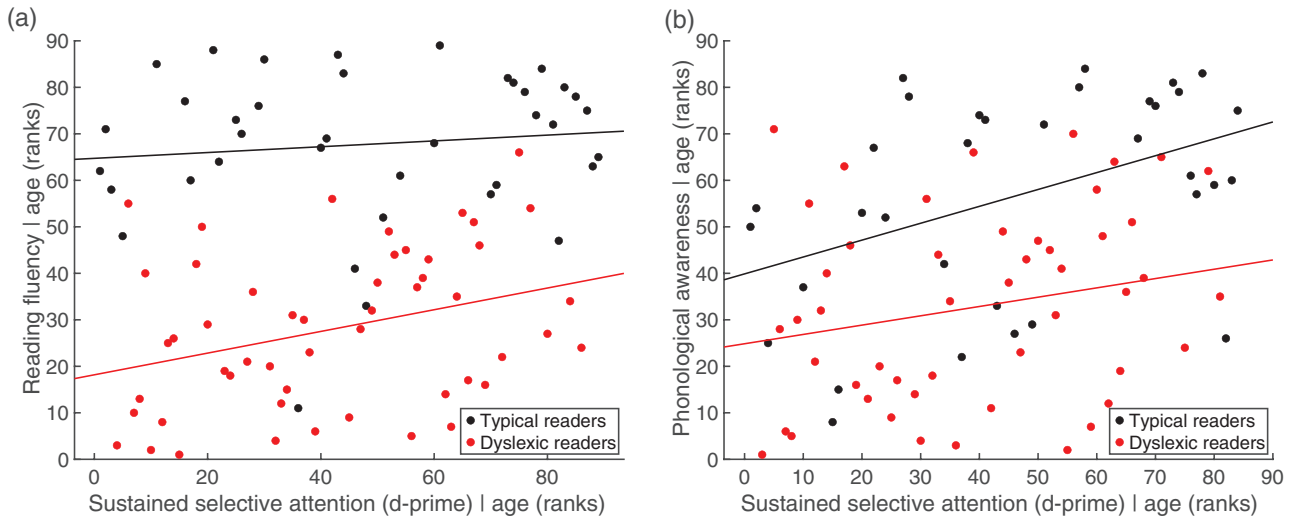 (a)
Reading fluency | age (ranks)
90
80
70
60
50
40
30
20
10
0
0 20 40 60 80
Typical readers
Dyslexic readers
Sustained selective attention (d-prime) | age (ranks)
(b)
Phonological awareness | age (ranks)
90
80
70
60
50
40
30
20
10
0
0 10 20 30 40 50 60 70 80 90
Typical readers
Dyslexic readers
Sustained selective attention (d-prime) | age (ranks)